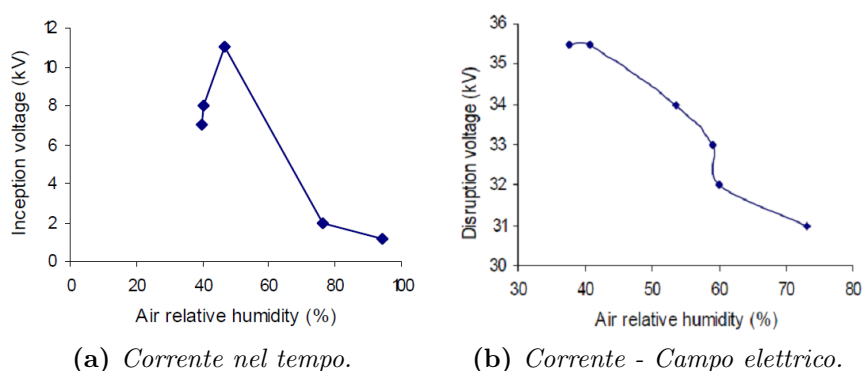 12
10
8
6
4
2
0
Inception voltage (kV)
0 20 40 60 80 100
Air relative humidity (%)
(a) Corrente nel tempo.
36
35
34
33
32
31
30
Disruption voltage (kV)
30 40 50 60 70 80
Air relative humidity (%)
(b) Corrente - Campo elettrico.